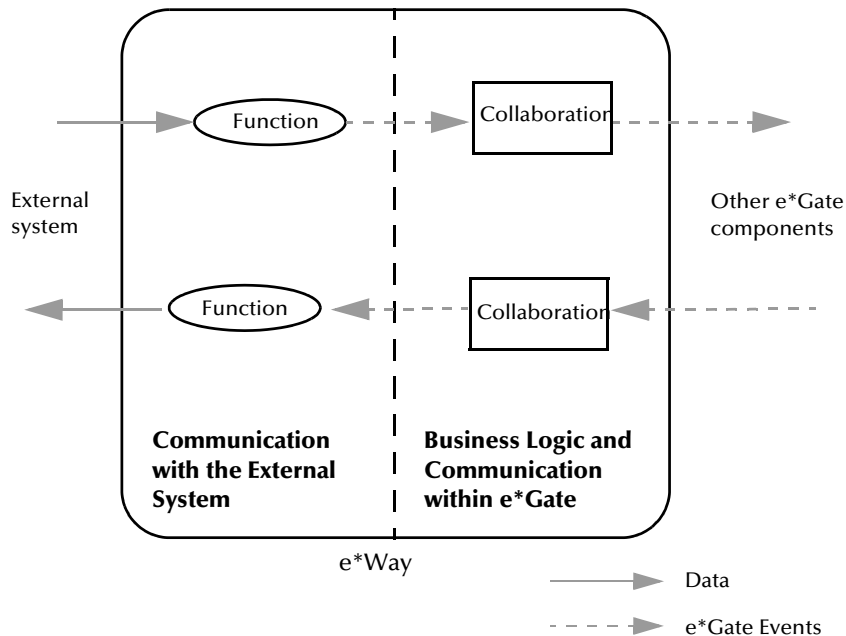 Function
Collaboration
External
system
Other e*Gate
components
Function
Collaboration
Communication
with the External
System
Business Logic and
Communication
within e*Gate
e*Way
Data
e*Gate Events